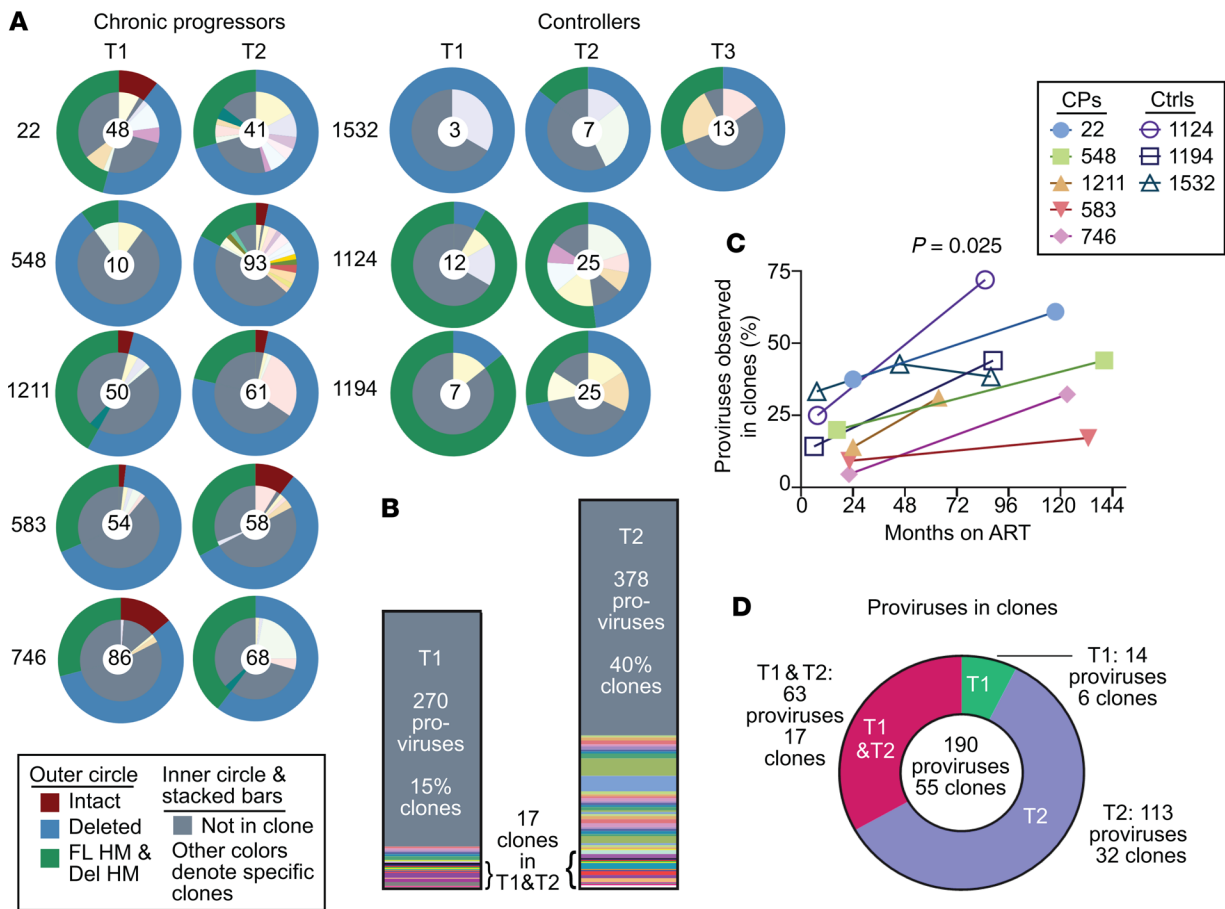 A
Chronic progressors
T1
T2
Controllers
T1
T2
T3
22
48
41
1532
3
7
13
548
10
93
1124
12
25
1211
50
61
1194
7
25
583
54
58
746
86
68
Outer circle
Intact
Deleted
FL HM &
Del HM
Inner circle &
stacked bars
Not in clone
Other colors
denote specific
clones
B
T1
270
pro-
viruses
15%
clones
17
clones
in
T1&T2
T2
378
pro-
viruses
40%
clones
CPs
22
548
1211
583
746
Ctrls
1124
1194
1532
C
P = 0.025
Proviruses observed
in clones (%)
75
50
25
0
0 24 48 72 96 120 144
Months on ART
D
Proviruses in clones
T1 & T2:
63
proviruses
17
clones
T1
&T2
T1
T2
190
proviruses
55 clones
T1: 14
proviruses
6 clones
T2: 113
proviruses
32 clones